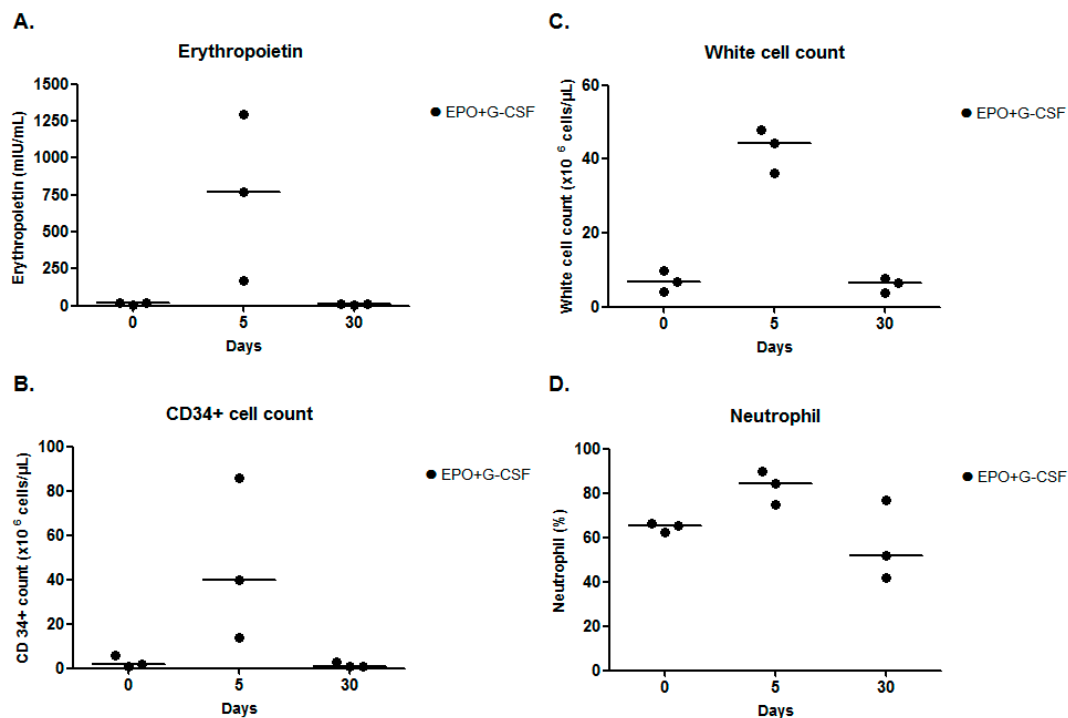 A.
Erythropoietin
1500
1250
1000
750
500
250
0
Erythropoietin (mIU/mL)
0 5 30
Days
● EPO+G-CSF
B.
CD34+ cell count
100
80
60
40
20
0
CD 34+ count (x10 ⁶ cells/µL)
0 5 30
Days
● EPO+G-CSF
C.
White cell count
60
40
20
0
White cell count (x10 ⁶ cells/µL)
0 5 30
Days
● EPO+G-CSF
D.
Neutrophil
100
80
60
40
20
0
Neutrophil (%)
0 5 30
Days
● EPO+G-CSF